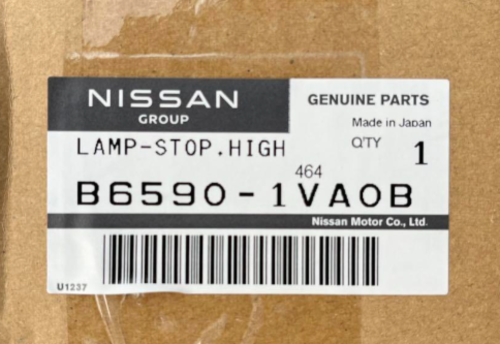 NISSAN
GROUP
GENUINE PARTS
Made in Japan
LAMP-STOP.HIGH
Q'TY 1
464
B6590-1VA0B
Nissan Motor Co., Ltd.
U1237